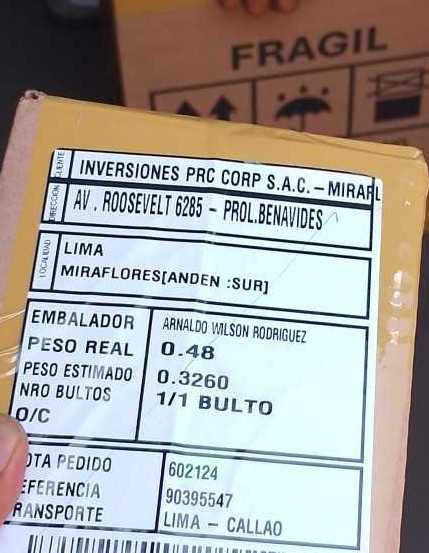 FRAGIL
CLIENTE INVERSIONES PRC CORP S.A.C. – MIRAFL
DIRECCION AV . ROOSEVELT 6285 – PROL.BENAVIDES
LOCALIDAD LIMA
MIRAFLORES[ANDEN :SUR]
EMBALADOR ARNALDO WILSON RODRIGUEZ
PESO REAL 0.48
PESO ESTIMADO 0.3260
NRO BULTOS 1/1 BULTO
O/C
OTA PEDIDO 602124
EFERENCIA 90395547
RANSPORTE LIMA – CALLAO